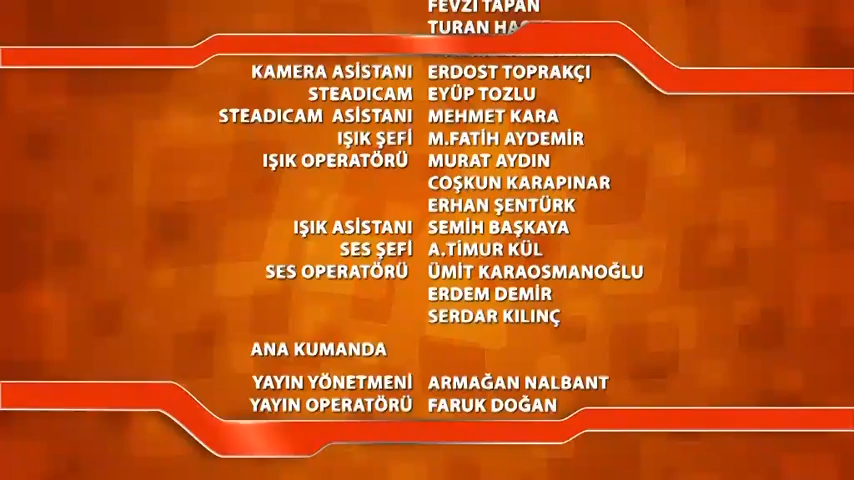 FEVZİ TAPAN
TURAN
KAMERA ASİSTANI ERDOST TOPRAKÇI
STEADICAM EYÜP TOZLU
STEADICAM ASİSTANI MEHMET KARA
IŞIK ŞEFİ M.FATİH AYDEMİR
IŞIK OPERATÖRÜ MURAT AYDIN
COŞKUN KARAPINAR
ERHAN ŞENTÜRK
IŞIK ASİSTANI SEMİH BAŞKAYA
SES ŞEFİ A.TİMUR KÜL
SES OPERATÖRÜ ÜMİT KARAOSMANOĞLU
ERDEM DEMİR
SERDAR KILINÇ
ANA KUMANDA
YAYIN YÖNETMENİ ARMAĞAN NALBANT
YAYIN OPERATÖRÜ FARUK DOĞAN